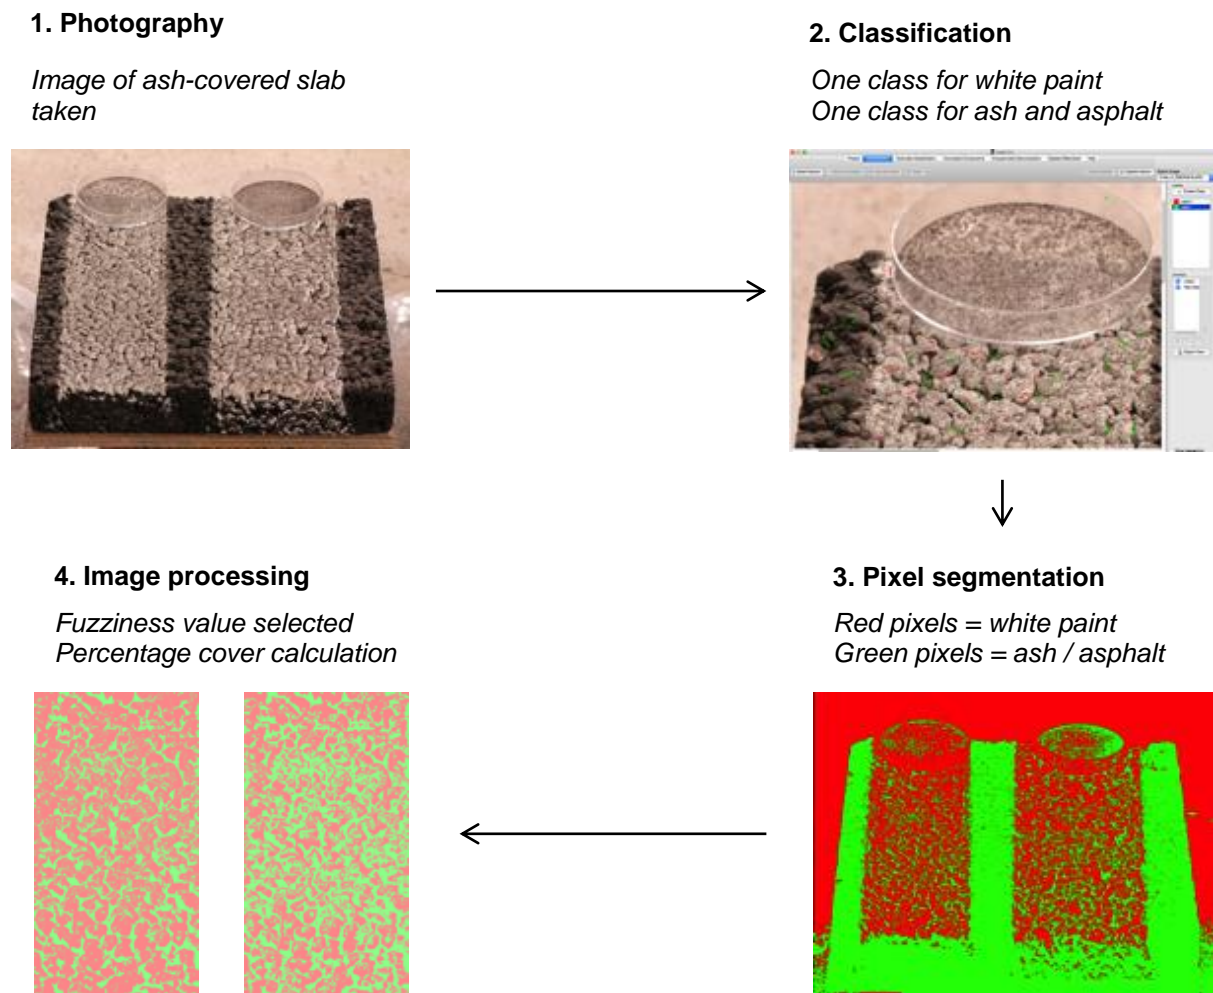 1. Photography
Image of ash-covered slab
taken
2. Classification
One class for white paint
One class for ash and asphalt
3. Pixel segmentation
Red pixels = white paint
Green pixels = ash / asphalt
4. Image processing
Fuzziness value selected
Percentage cover calculation